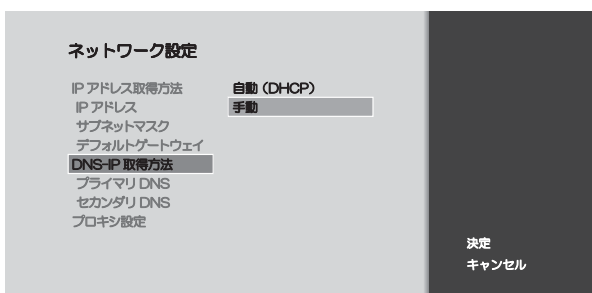 ネットワーク設定
IP アドレス取得方法
自動(DHCP)
IP アドレス
手動
サブネットマスク
デフォルトゲートウェイ
DNS-IP 取得方法
プライマリ DNS
セカンダリ DNS
プロキシ設定
決定
キャンセル